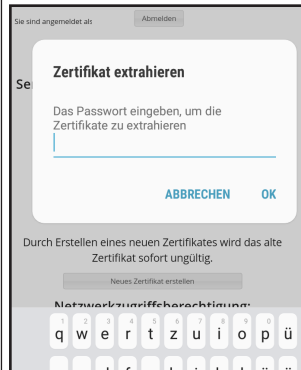 Sie sind angemeldet als
Abmelden
Se
Zertifikat extrahieren
Das Passwort eingeben, um die
Zertifikate zu extrahieren
ABBRECHEN OK
Durch Erstellen eines neuen Zertifikates wird das alte
Zertifikat sofort ungültig.
Neues Zertifikat erstellen
Netzwerkzugriffsberechtigung:
1 2 3 4 5 6 7 8 9 0
q w e r t z u i o p ü